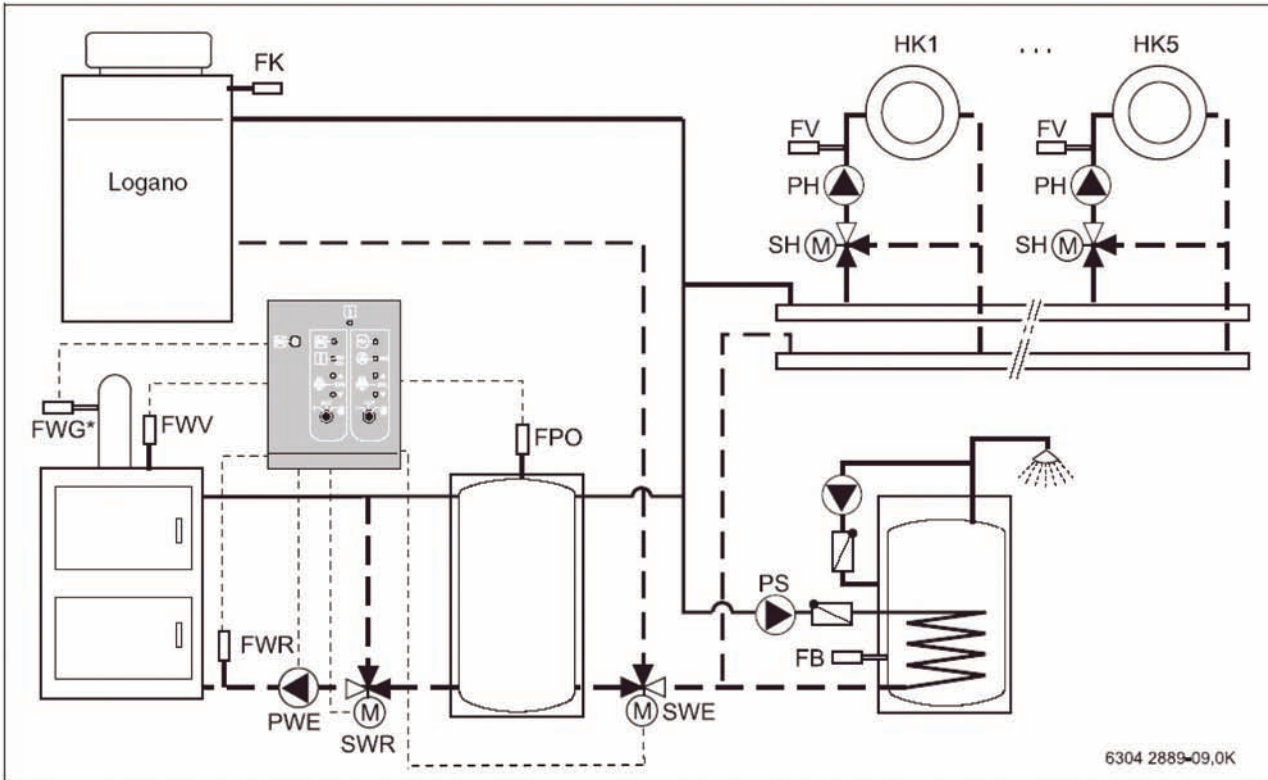 HK1
. . .
HK5
FK
FV
FV
Logano
PH
PH
SH
M
SH
M
FWG*
FWV
FPO
PS
FWR
FB
PWE
M
SWR
M
SWE
6304 2889-09,0K